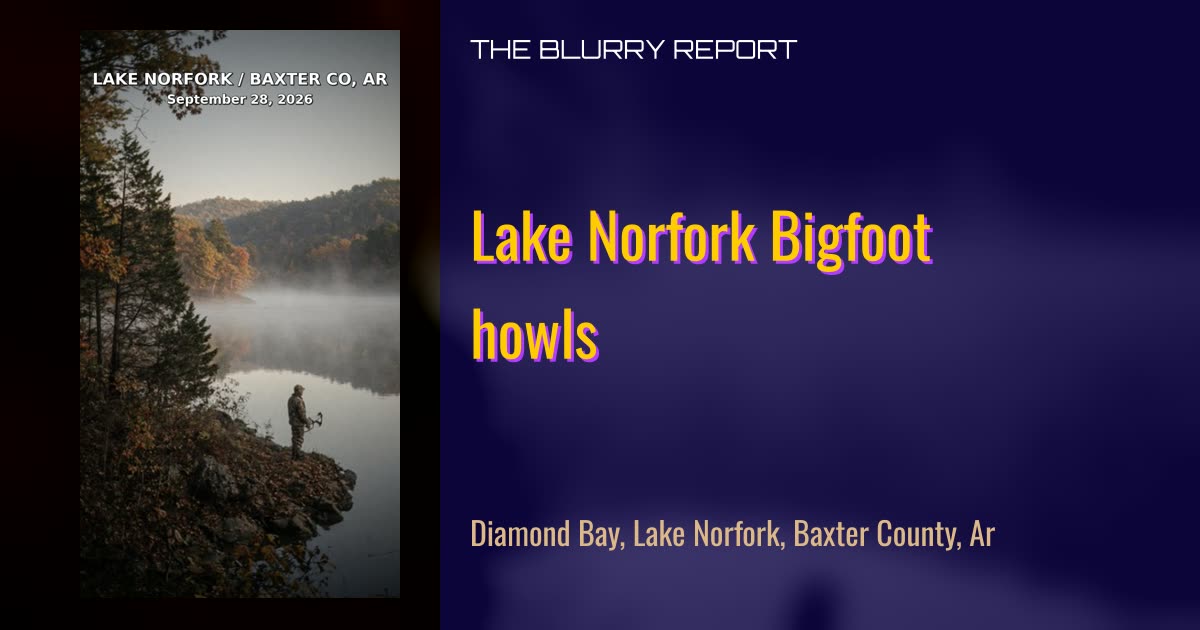 LAKE NORFORK / BAXTER CO, AR
September 28, 2026
THE BLURRY REPORT
Lake Norfork Bigfoot
howls
Diamond Bay, Lake Norfork, Baxter County, Ar